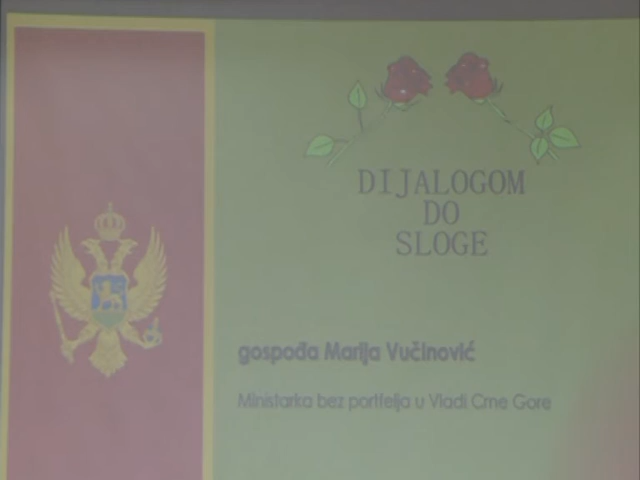 DIJALOGOM
DO
SLOGE
gospođa Marija Vučinović
Ministarka bez portfelja u Vladi Crne Gore